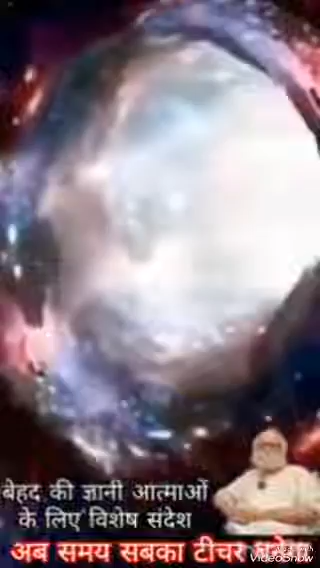 बेहद की ज्ञानी आत्माओं
के लिए विशेष संदेश
अब समय सबका टीचर
VideoShow